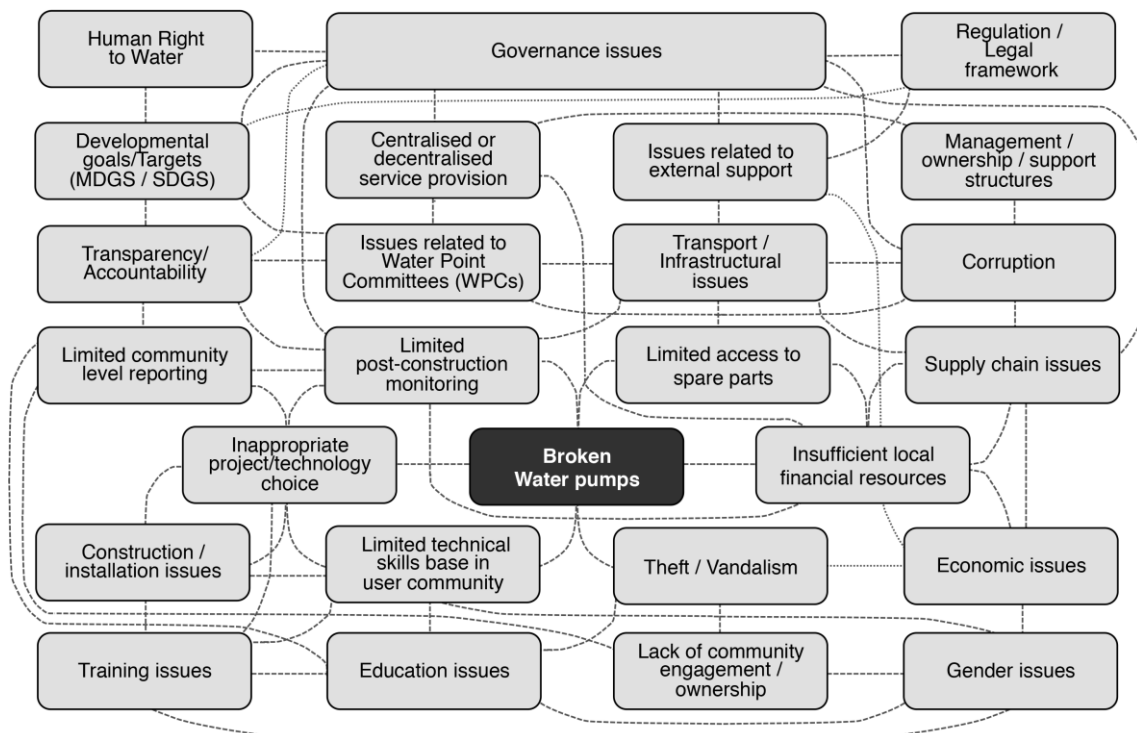 Human Right
to Water
Governance issues
Regulation /
Legal
framework
Developmental
goals/Targets
(MDGS / SDGS)
Centralised or
decentralised
service provision
Issues related to
external support
Management /
ownership / support
structures
Transparency/
Accountability
Issues related to
Water Point
Committees (WPCs)
Transport /
Infrastructural
issues
Corruption
Limited community
level reporting
Limited
post-construction
monitoring
Limited access to
spare parts
Supply chain issues
Inappropriate
project/technology
choice
Broken
Water pumps
Insufficient local
financial resources
Construction /
installation issues
Limited technical
skills base in
user community
Theft / Vandalism
Economic issues
Training issues
Education issues
Lack of community
engagement /
ownership
Gender issues